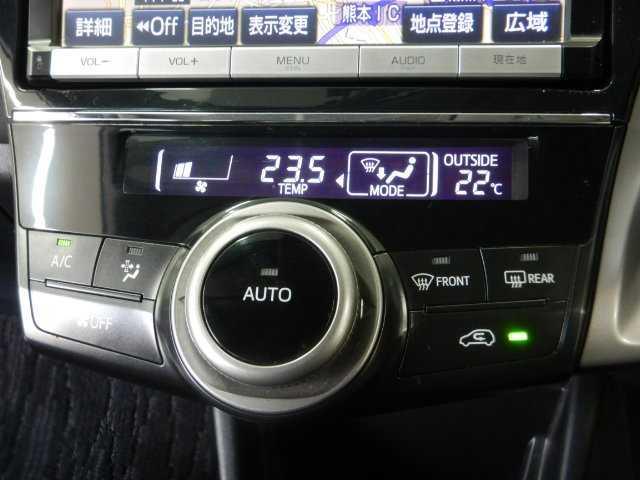 詳細 ◀◀Off 目的地 表示変更 熊本IC 地点登録 広域
VOL− VOL+ MENU AUDIO 現在地
23.5 OUTSIDE
TEMP MODE 22℃
A/C FRONT REAR
AUTO
OFF